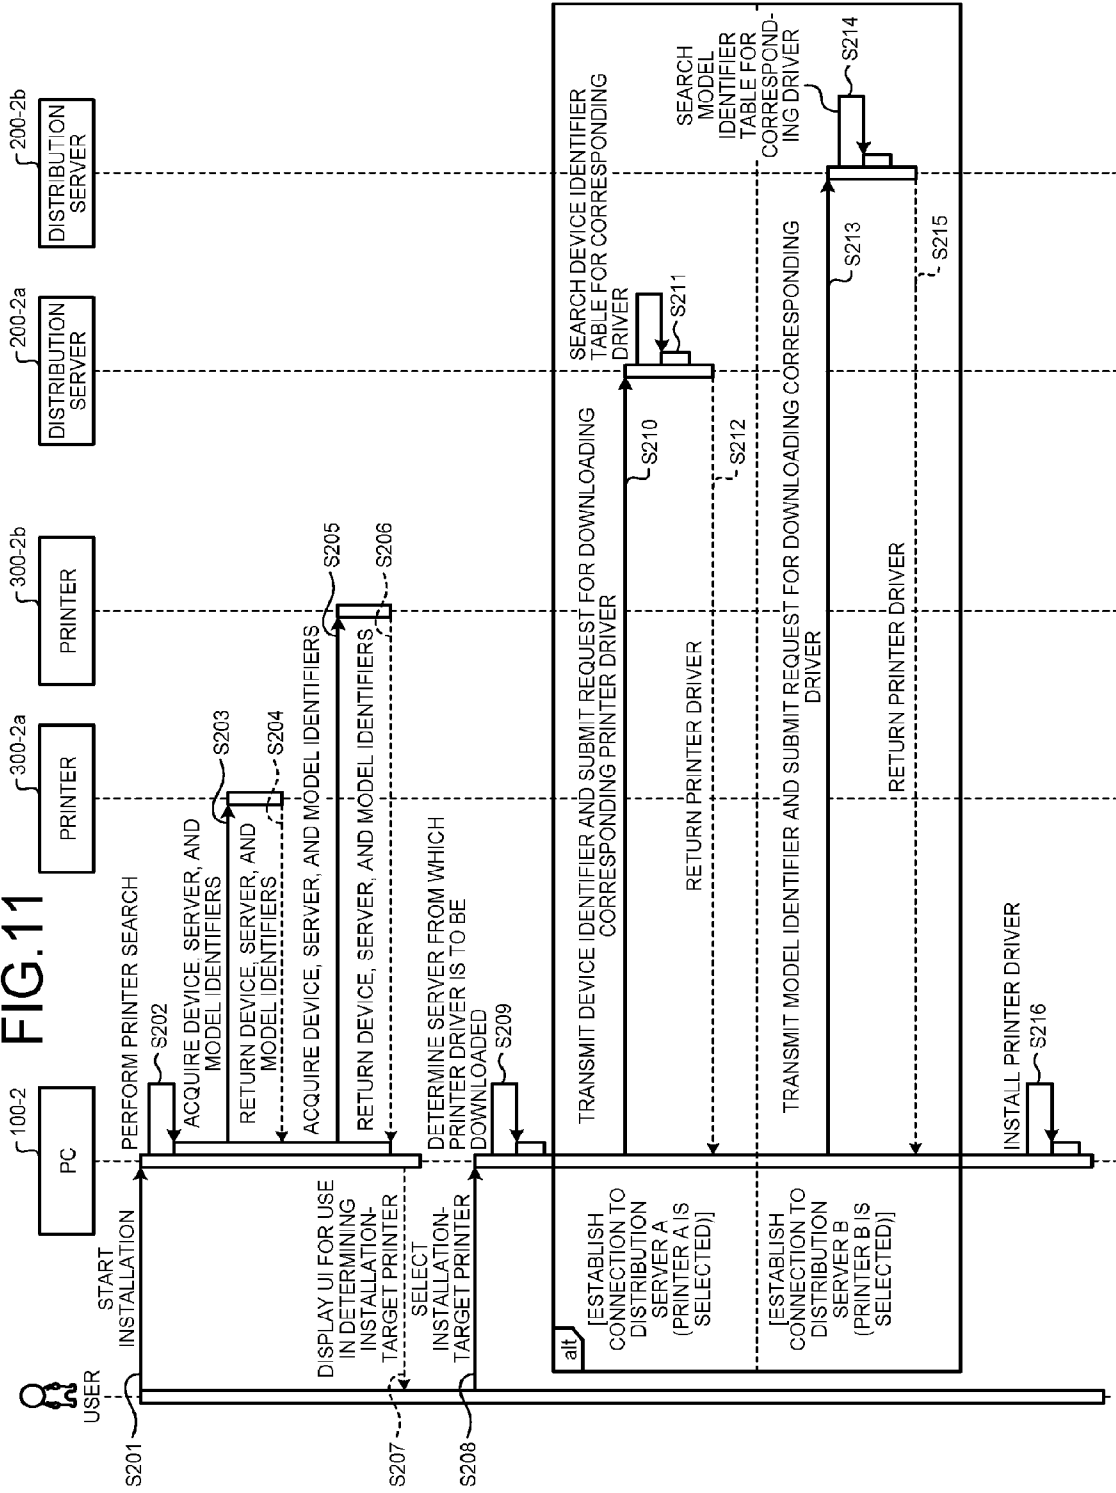 FIG.11
USER
100-2
PC
300-2a
PRINTER
300-2b
PRINTER
200-2a
DISTRIBUTION
SERVER
200-2b
DISTRIBUTION
SERVER
S201
START
INSTALLATION
PERFORM PRINTER SEARCH
S202
ACQUIRE DEVICE, SERVER, AND
MODEL IDENTIFIERS
S203
RETURN DEVICE, SERVER, AND
MODEL IDENTIFIERS
S204
ACQUIRE DEVICE, SERVER, AND MODEL IDENTIFIERS
S205
RETURN DEVICE, SERVER, AND MODEL IDENTIFIERS
S206
DISPLAY UI FOR USE
IN DETERMINING
INSTALLATION-
TARGET PRINTER
S207
SELECT
INSTALLATION-
TARGET PRINTER
S208
DETERMINE SERVER FROM WHICH
PRINTER DRIVER IS TO BE
DOWNLOADED
S209
alt
[ESTABLISH
CONNECTION TO
DISTRIBUTION
SERVER A
(PRINTER A IS
SELECTED)]
TRANSMIT DEVICE IDENTIFIER AND SUBMIT REQUEST FOR DOWNLOADING
CORRESPONDING PRINTER DRIVER
S210
SEARCH DEVICE IDENTIFIER
TABLE FOR CORRESPONDING
DRIVER
S211
RETURN PRINTER DRIVER
S212
[ESTABLISH
CONNECTION TO
DISTRIBUTION
SERVER B
(PRINTER B IS
SELECTED)]
TRANSMIT MODEL IDENTIFIER AND SUBMIT REQUEST FOR DOWNLOADING CORRESPONDING
DRIVER
S213
SEARCH
MODEL
IDENTIFIER
TABLE FOR
CORRESPOND-
ING DRIVER
S214
RETURN PRINTER DRIVER
S215
INSTALL PRINTER DRIVER
S216